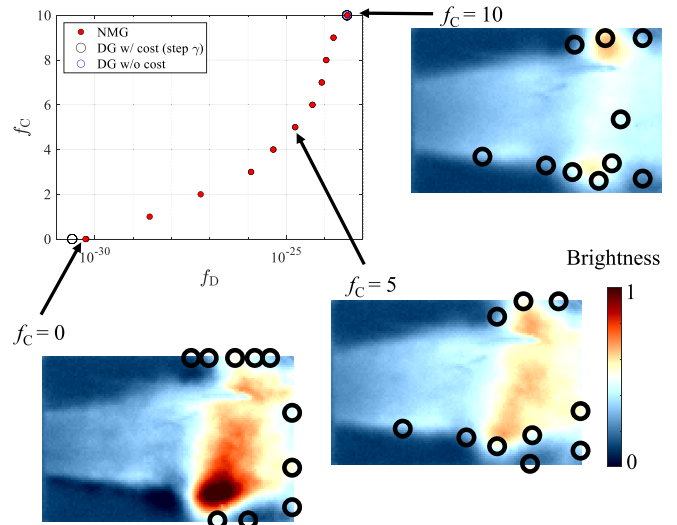 f_C = 10
10
NMG
DG w/ cost (step γ)
DG w/o cost
8
6
f_C
4
2
0
10^-30
10^-25
f_D
f_C = 5
f_C = 0
Brightness
1
0